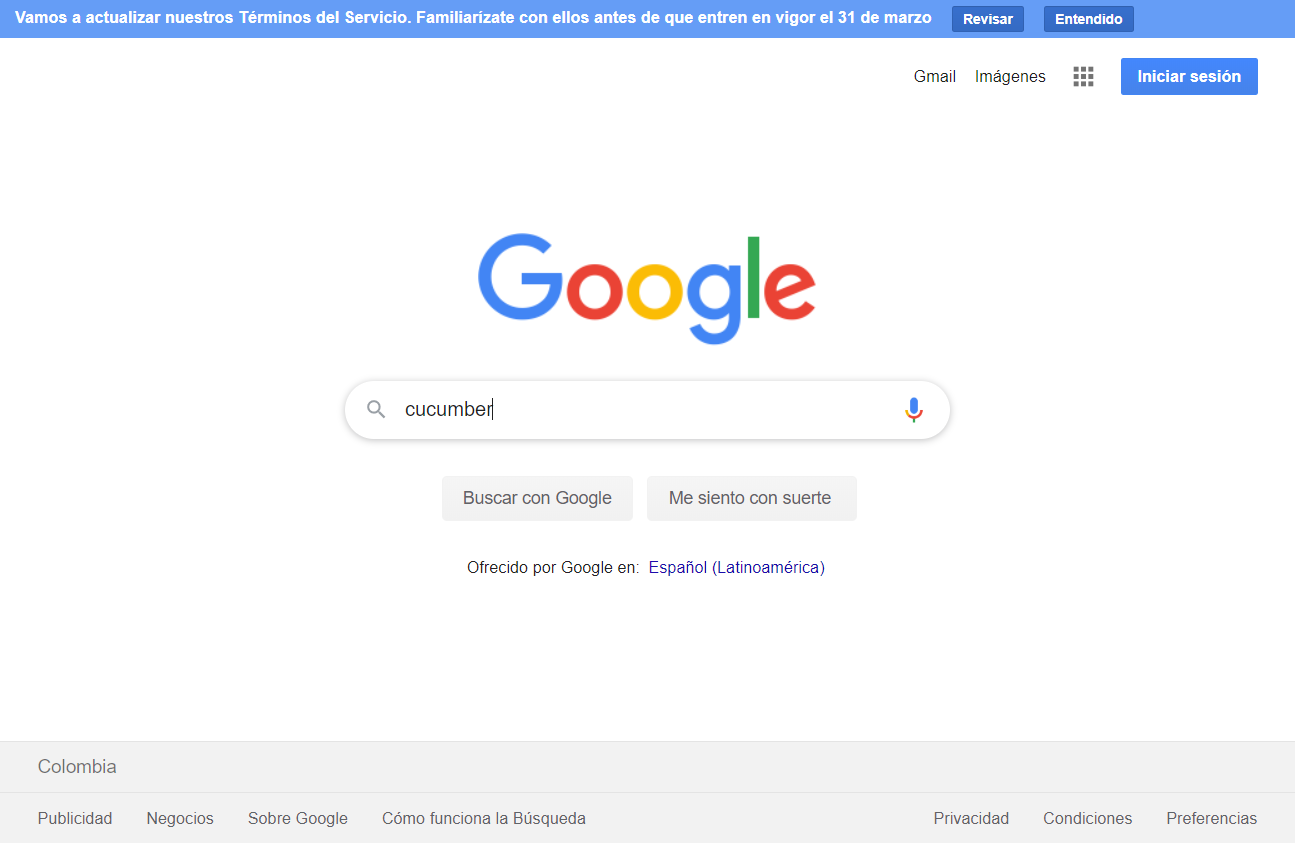 Vamos a actualizar nuestros Términos del Servicio. Familiarízate con ellos antes de que entren en vigor el 31 de marzo Revisar Entendido
Gmail Imágenes Iniciar sesión
Google
cucumber
Buscar con Google Me siento con suerte
Ofrecido por Google en: Español (Latinoamérica)
Colombia
Publicidad Negocios Sobre Google Cómo funciona la Búsqueda Privacidad Condiciones Preferencias